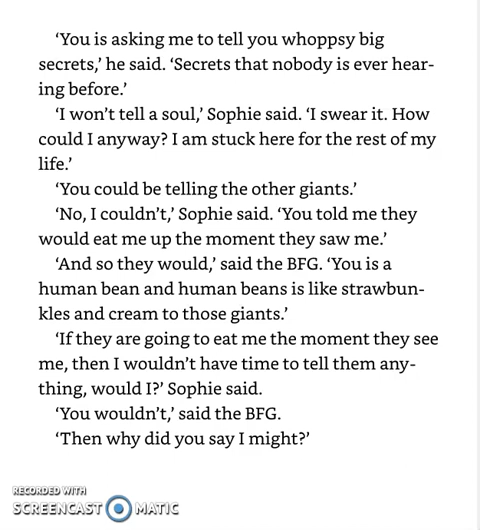 ‘You is asking me to tell you whoppsy big
secrets,’ he said. ‘Secrets that nobody is ever hear-
ing before.’
‘I won’t tell a soul,’ Sophie said. ‘I swear it. How
could I anyway? I am stuck here for the rest of my
life.’
‘You could be telling the other giants.’
‘No, I couldn’t,’ Sophie said. ‘You told me they
would eat me up the moment they saw me.’
‘And so they would,’ said the BFG. ‘You is a
human bean and human beans is like strawbun-
kles and cream to those giants.’
‘If they are going to eat me the moment they see
me, then I wouldn’t have time to tell them any-
thing, would I?’ Sophie said.
‘You wouldn’t,’ said the BFG.
‘Then why did you say I might?’
RECORDED WITH
SCREENCAST MATIC